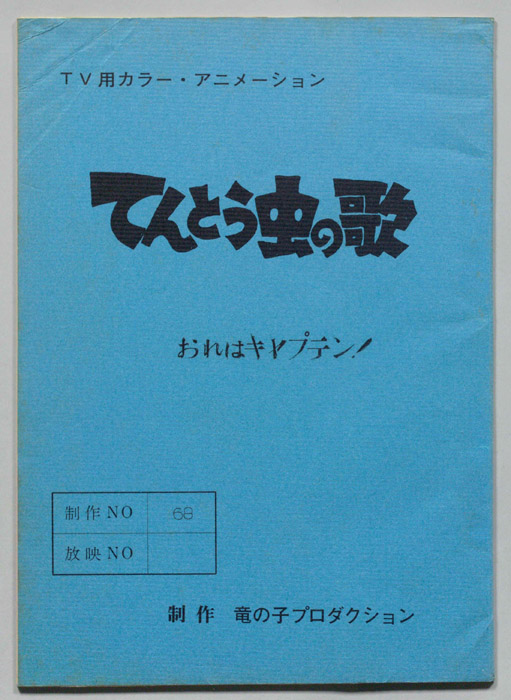 TV用カラー・アニメーション
てんとう虫の歌
おれはキャプテン!
制作NO 68
放映NO
制作 竜の子プロダクション